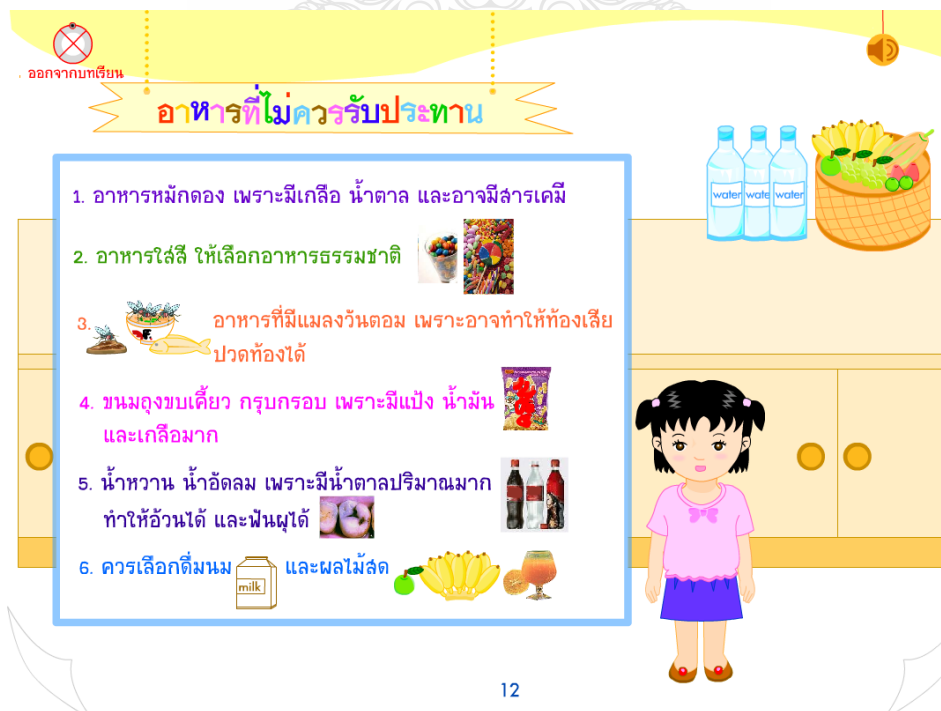 ออกจากบทเรียน
อาหารที่ไม่ควรรับประทาน
1. อาหารหมักดอง เพราะมีเกลือ น้ำตาล และอาจมีสารเคมี
2. อาหารใส่สี ให้เลือกอาหารธรรมชาติ
3. อาหารที่มีแมลงวันตอม เพราะอาจทำให้ท้องเสีย
ปวดท้องได้
4. ขนมถุงขบเคี้ยว กรุบกรอบ เพราะมีแป้ง น้ำมัน
และเกลือมาก
5. น้ำหวาน น้ำอัดลม เพราะมีน้ำตาลปริมาณมาก
ทำให้อ้วนได้ และฟันผุได้
6. ควรเลือกดื่มนม milk และผลไม้สด
water wate water
12